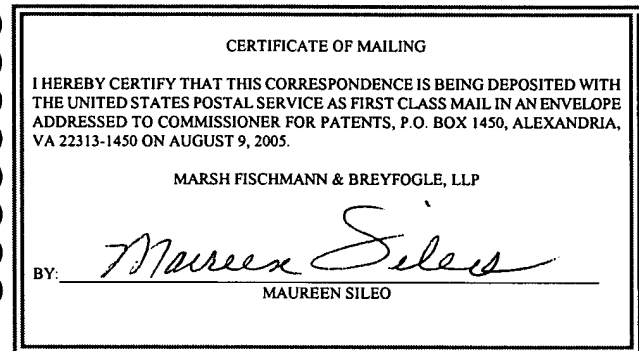 CERTIFICATE OF MAILING
I HEREBY CERTIFY THAT THIS CORRESPONDENCE IS BEING DEPOSITED WITH
THE UNITED STATES POSTAL SERVICE AS FIRST CLASS MAIL IN AN ENVELOPE
ADDRESSED TO COMMISSIONER FOR PATENTS, P.O. BOX 1450, ALEXANDRIA,
VA 22313-1450 ON AUGUST 9, 2005.
MARSH FISCHMANN & BREYFOGLE, LLP
BY: Maureen Sileo
MAUREEN SILEO